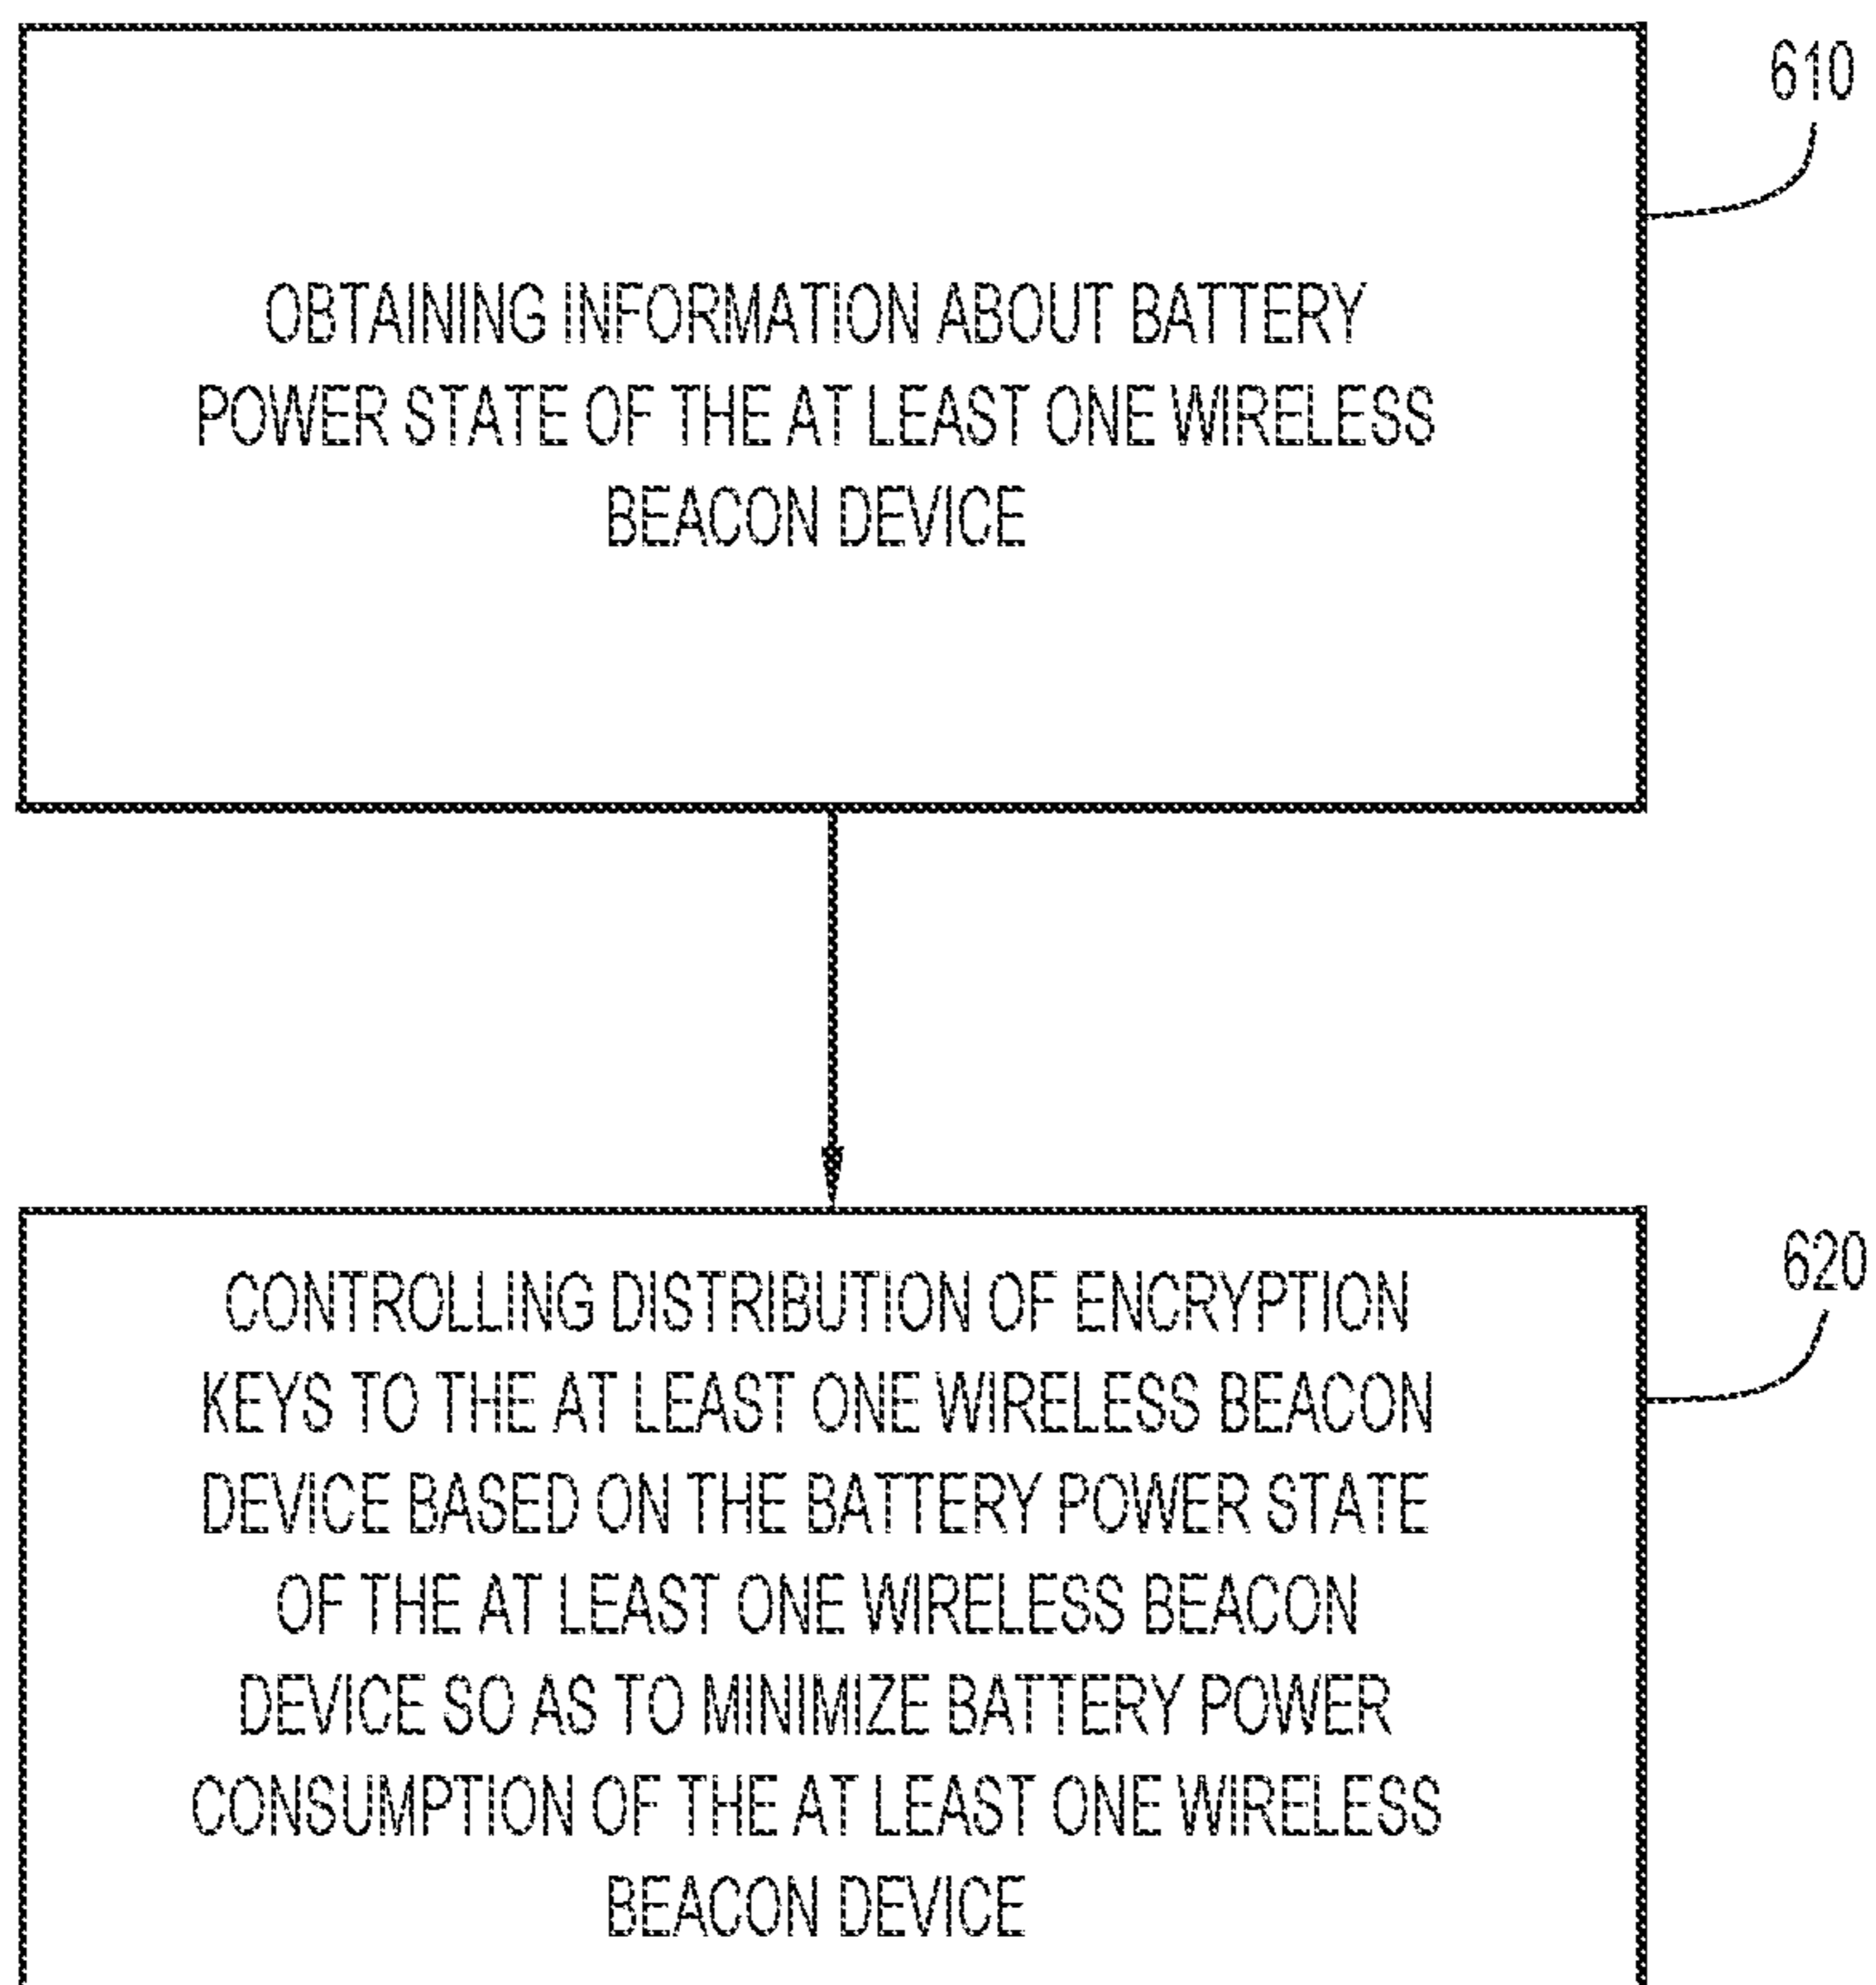 610
OBTAINING INFORMATION ABOUT BATTERY
POWER STATE OF THE AT LEAST ONE WIRELESS
BEACON DEVICE
620
CONTROLLING DISTRIBUTION OF ENCRYPTION
KEYS TO THE AT LEAST ONE WIRELESS BEACON
DEVICE BASED ON THE BATTERY POWER STATE
OF THE AT LEAST ONE WIRELESS BEACON
DEVICE SO AS TO MINIMIZE BATTERY POWER
CONSUMPTION OF THE AT LEAST ONE WIRELESS
BEACON DEVICE